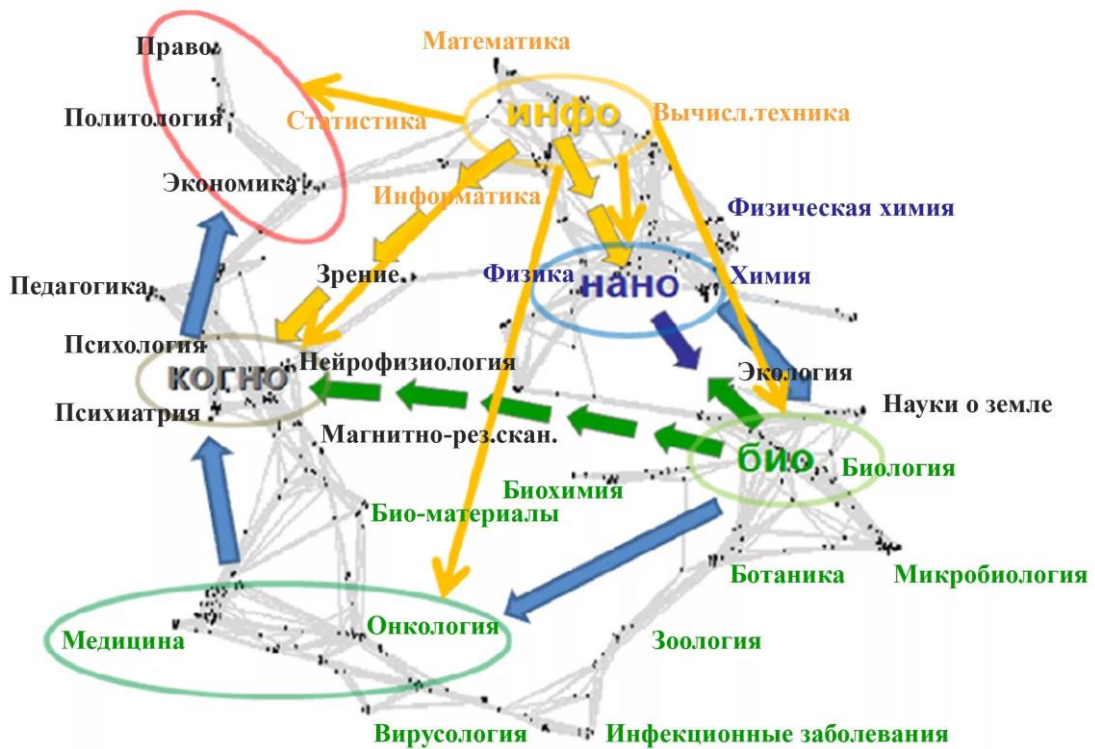 Математика
Право
инфо
Вычисл.техника
Политология
Статистика
Экономика
Информатика
Физическая химия
Зрение
Физика
нано
Химия
Педагогика
Психология
Нейрофизиология
Экология
когно
Психиатрия
Науки о земле
Магнитно-рез.скан.
био
Биология
Биохимия
Био-материалы
Ботаника
Микробиология
Онкология
Медицина
Зоология
Вирусология
Инфекционные заболевания